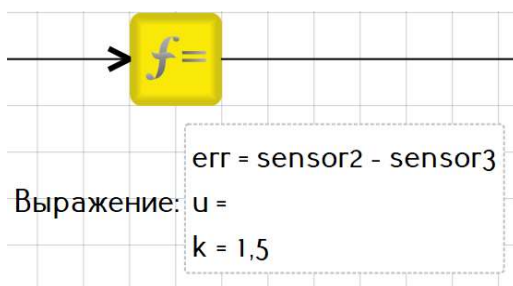 f=
err = sensor2 - sensor3
Выражение: u =
k = 1,5